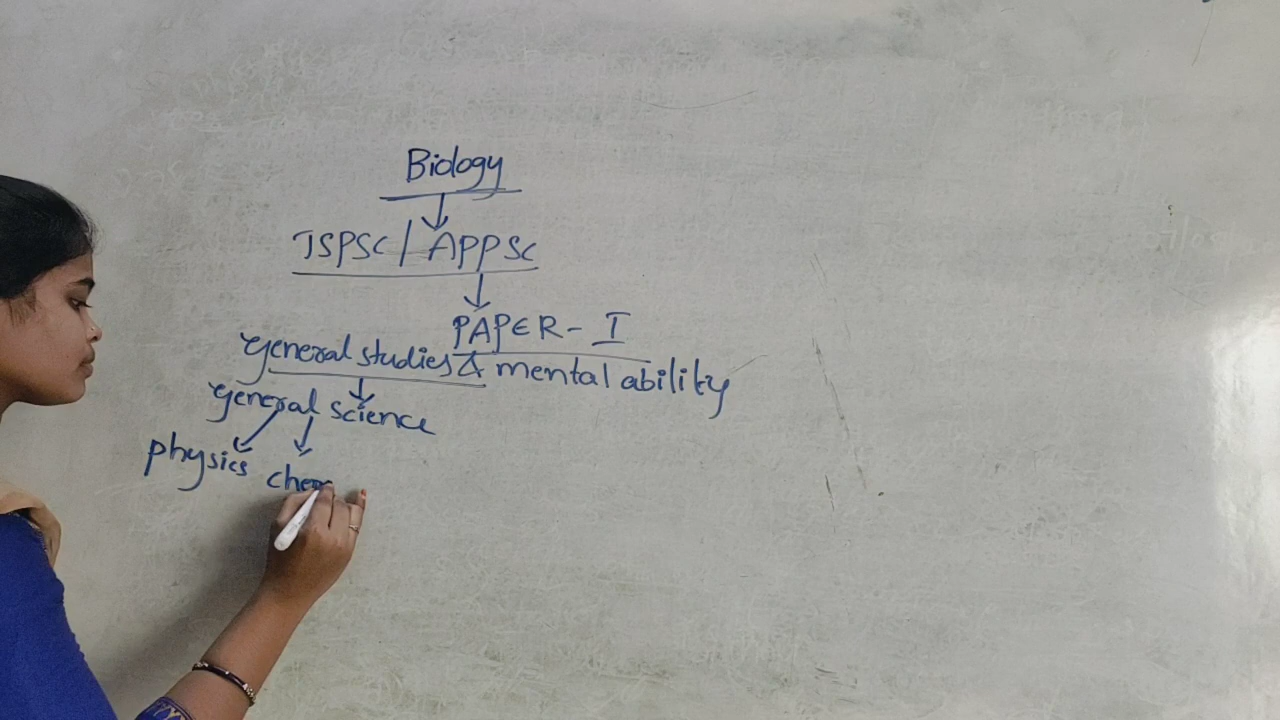 Biology
TSPSC / APPSC
PAPER - I
general studies & mental ability
general science
physics chem